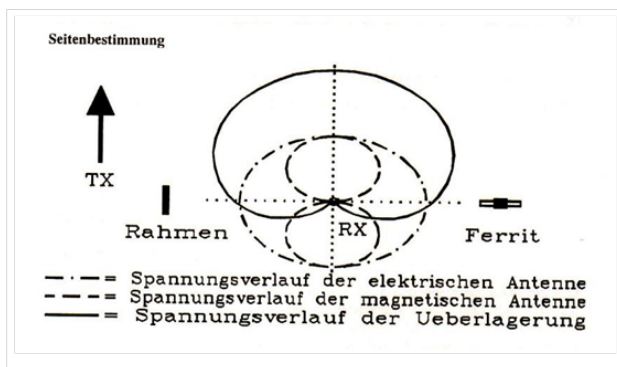 Seitenbestimmung
TX
Rahmen
RX
Ferrit
= Spannungsverlauf der elektrischen Antenne
= Spannungsverlauf der magnetischen Antenne
= Spannungsverlauf der Ueberlagerung